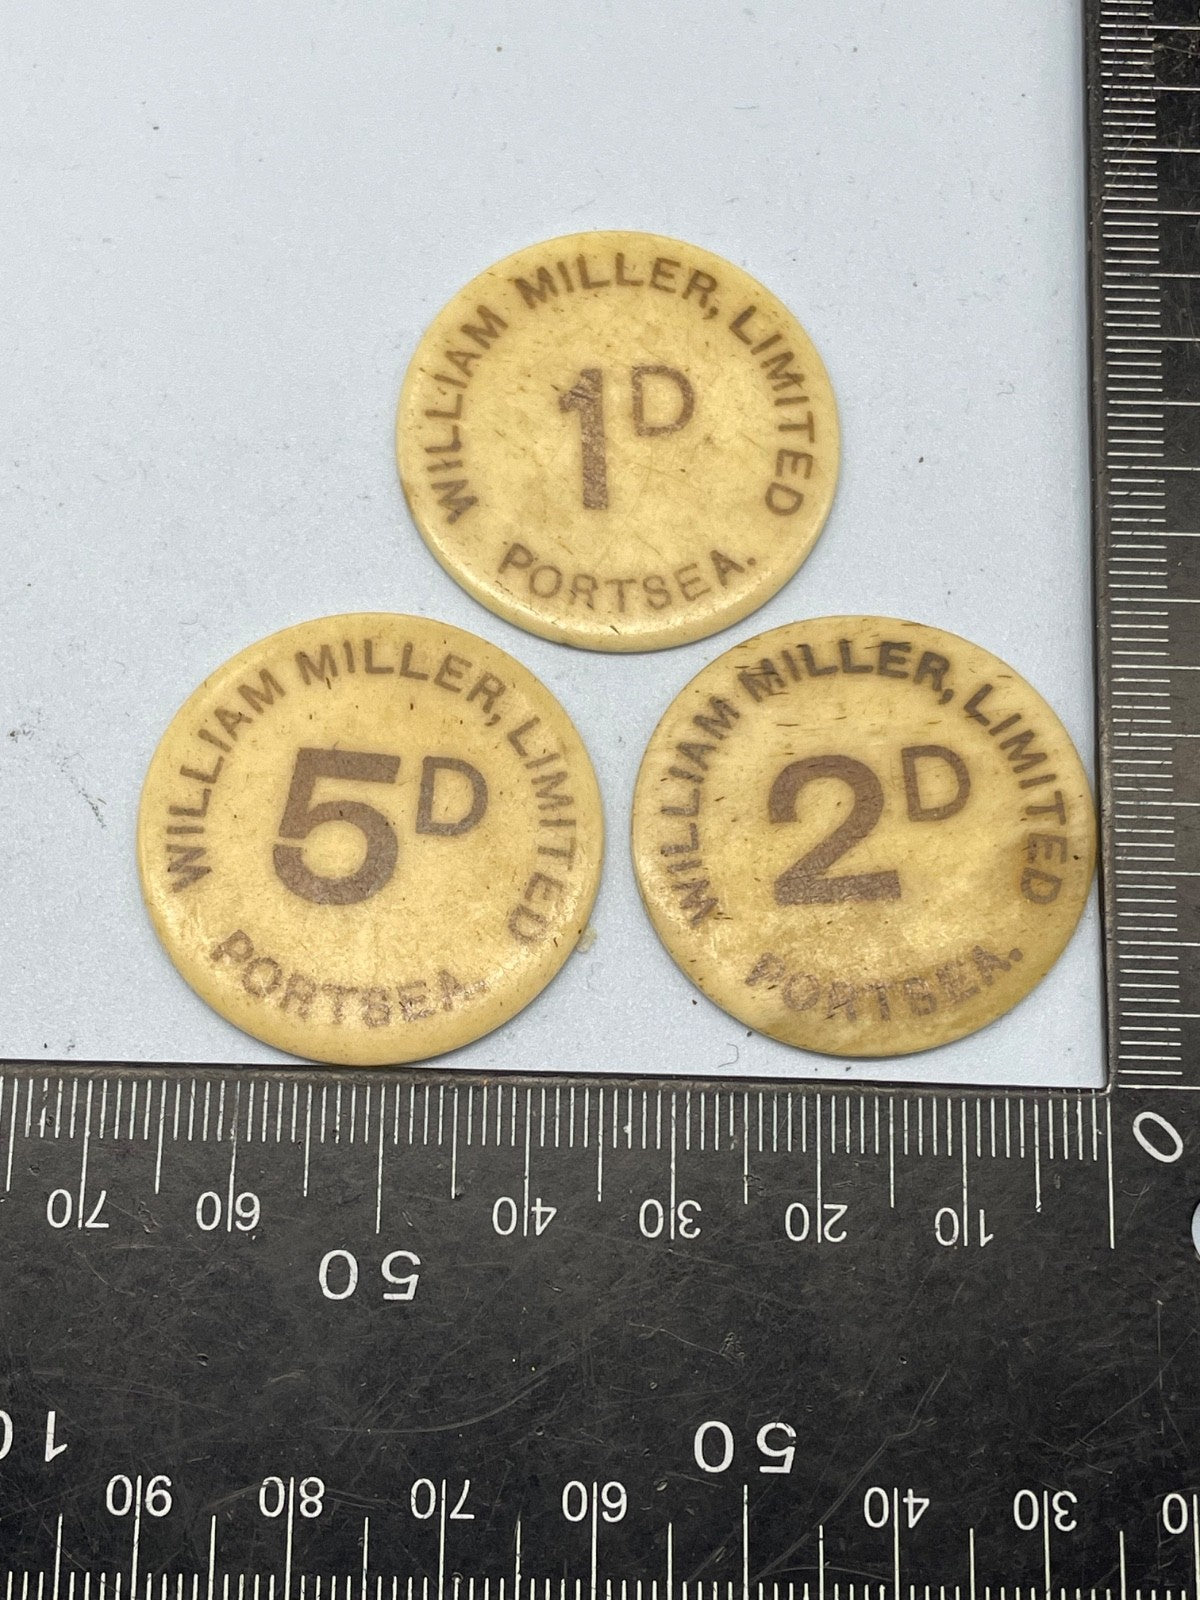 WILLIAM MILLER, LIMITED
1D
PORTSEA.
WILLIAM MILLER, LIMITED
5D
PORTSEA.
WILLIAM MILLER, LIMITED
2D
PORTSEA.
0
70 60 40 30 20 10
50
10
50
90 80 70 60 40 30